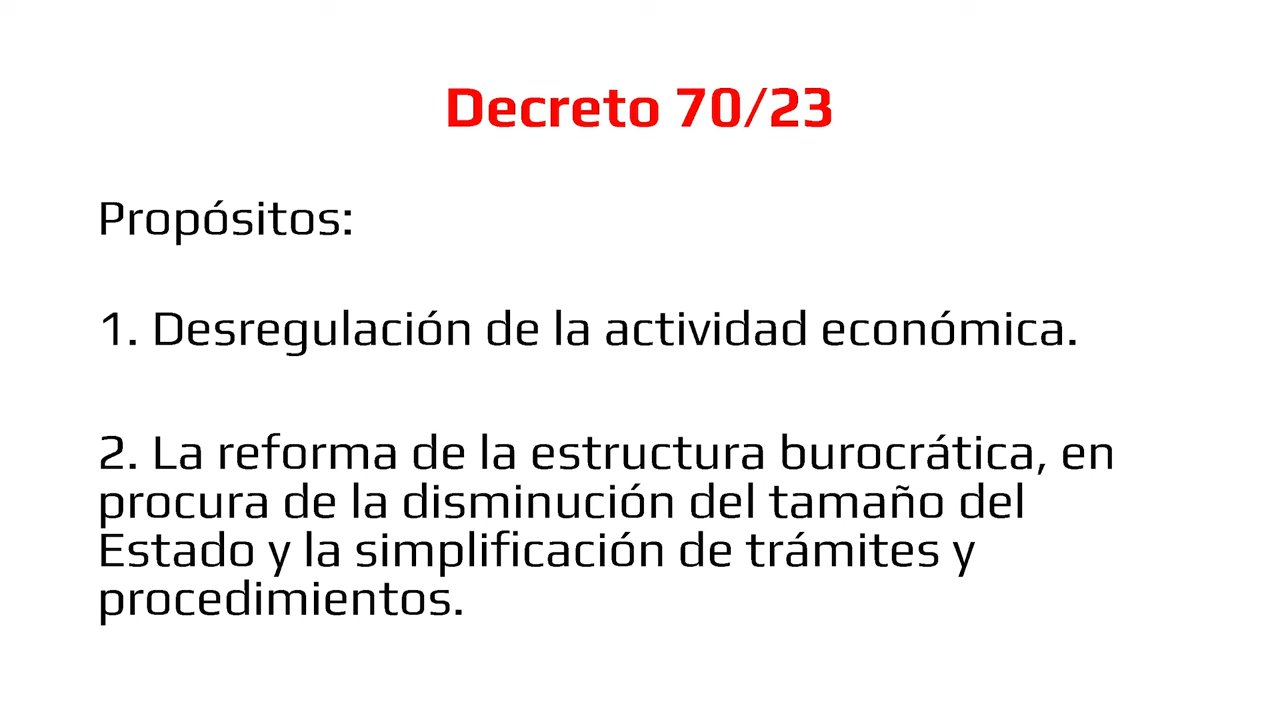 Decreto 70/23
Propósitos:
1. Desregulación de la actividad económica.
2. La reforma de la estructura burocrática, en
procura de la disminución del tamaño del
Estado y la simplificación de trámites y
procedimientos.